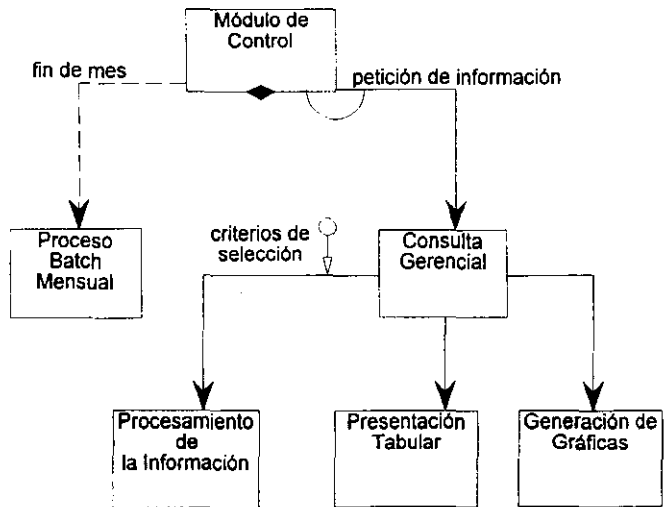 Módulo de
Control
fin de mes
petición de información
Proceso
Batch
Mensual
criterios de
selección
Consulta
Gerencial
Procesamiento
de
la Información
Presentación
Tabular
Generación de
Gráficas